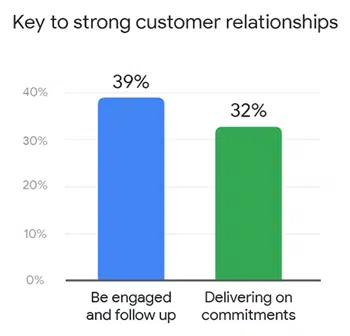 Key to strong customer relationships
39%
32%
40%
30%
20%
10%
0%
Be engaged
and follow up
Delivering on
commitments